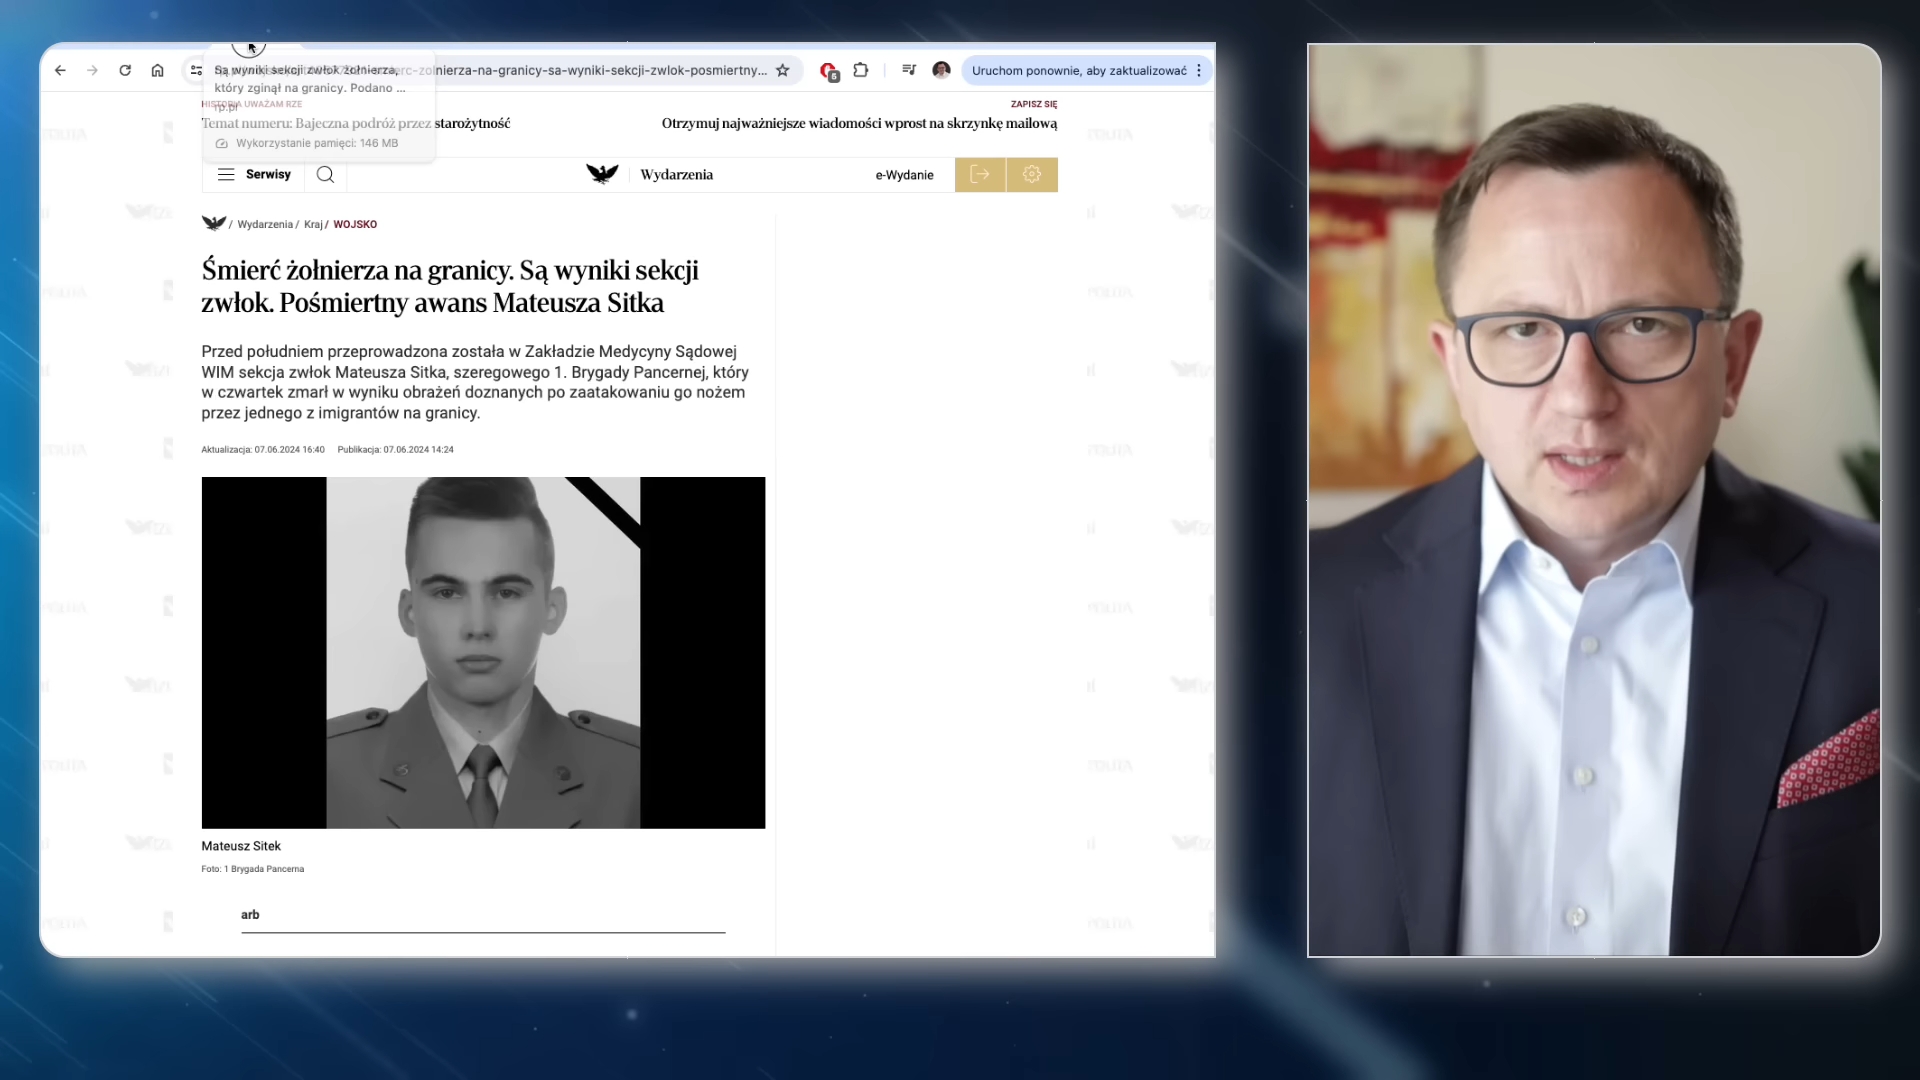 Są wyniki sekcji zwłok żołnierza,
który zginął na granicy. Podano ...
rp.pl
Wykorzystanie pamięci: 146 MB
zolnierza-na-granicy-sa-wyniki-sekcji-zwlok-posmiertny...
6
Uruchom ponownie, aby zaktualizować
HISTORIA UWAŻAM RZE
Temat numeru: Bajeczna podróż przez starożytność
ZAPISZ SIĘ
Otrzymuj najważniejsze wiadomości wprost na skrzynkę mailową
Serwisy
Wydarzenia
e-Wydanie
/ Wydarzenia / Kraj / WOJSKO
Śmierć żołnierza na granicy. Są wyniki sekcji
zwłok. Pośmiertny awans Mateusza Sitka
Przed południem przeprowadzona została w Zakładzie Medycyny Sądowej
WIM sekcja zwłok Mateusza Sitka, szeregowego 1. Brygady Pancernej, który
w czwartek zmarł w wyniku obrażeń doznanych po zaatakowaniu go nożem
przez jednego z imigrantów na granicy.
Aktualizacja: 07.06.2024 16:40 Publikacja: 07.06.2024 14:24
Mateusz Sitek
Foto: 1 Brygada Pancerna
arb